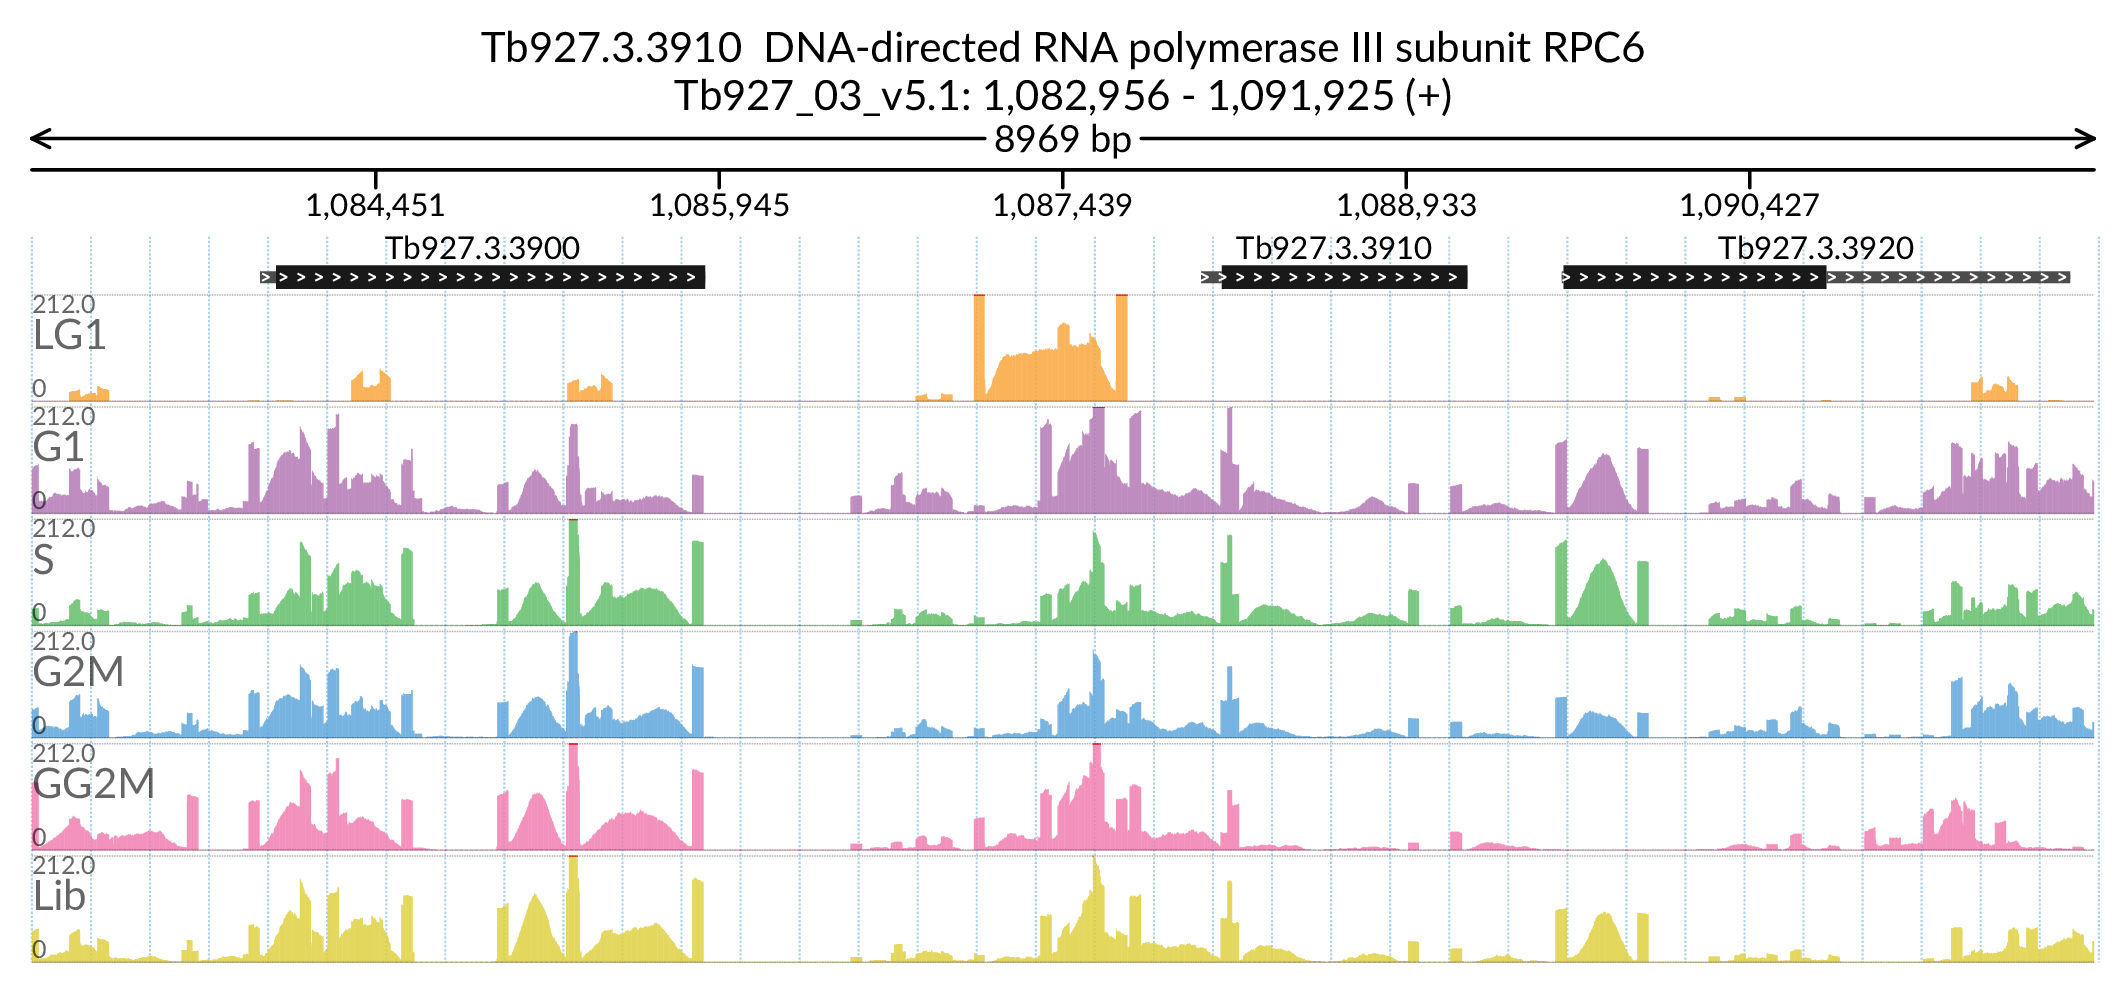 Tb927.3.3910 DNA-directed RNA polymerase III subunit RPC6
Tb927_03_v5.1: 1,082,956 - 1,091,925 (+)
8969 bp
1,084,451 1,085,945 1,087,439 1,088,933 1,090,427
Tb927.3.3900 Tb927.3.3910 Tb927.3.3920
212.0
LG1
0
212.0
G1
0
212.0
S
0
212.0
G2M
0
212.0
GG2M
0
212.0
Lib
0